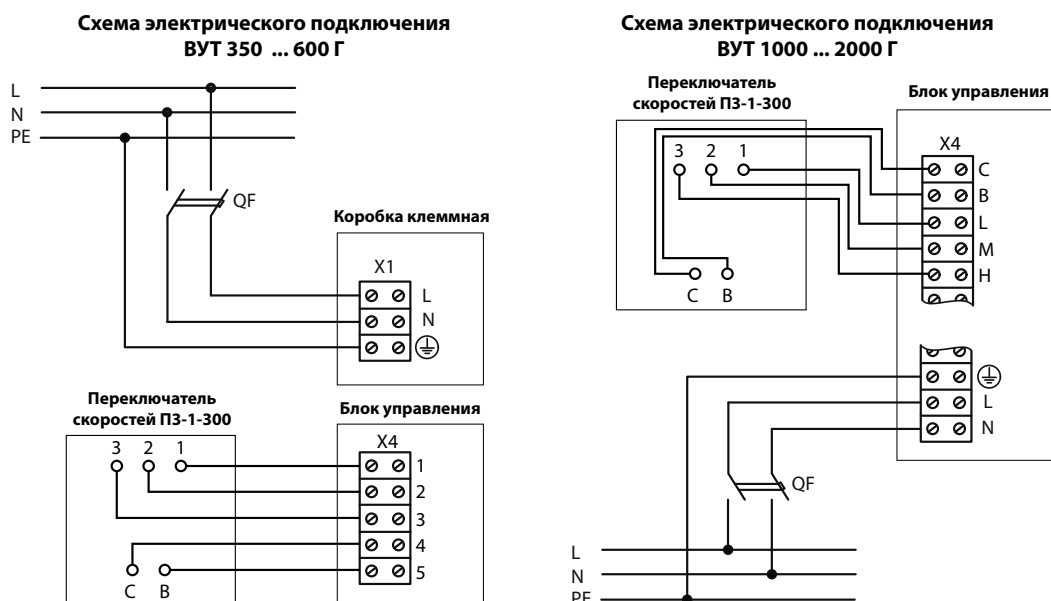 Схема электрического подключения
ВУТ 350 ... 600 Г
L
N
PE
QF
Коробка клеммная
X1
L
N
Переключатель
скоростей П3-1-300
3 2 1
C B
Блок управления
X4
1
2
3
4
5
Схема электрического подключения
ВУТ 1000 ... 2000 Г
Переключатель
скоростей П3-1-300
3 2 1
C B
Блок управления
X4
C
B
L
M
H
L
N
QF
L
N
PE